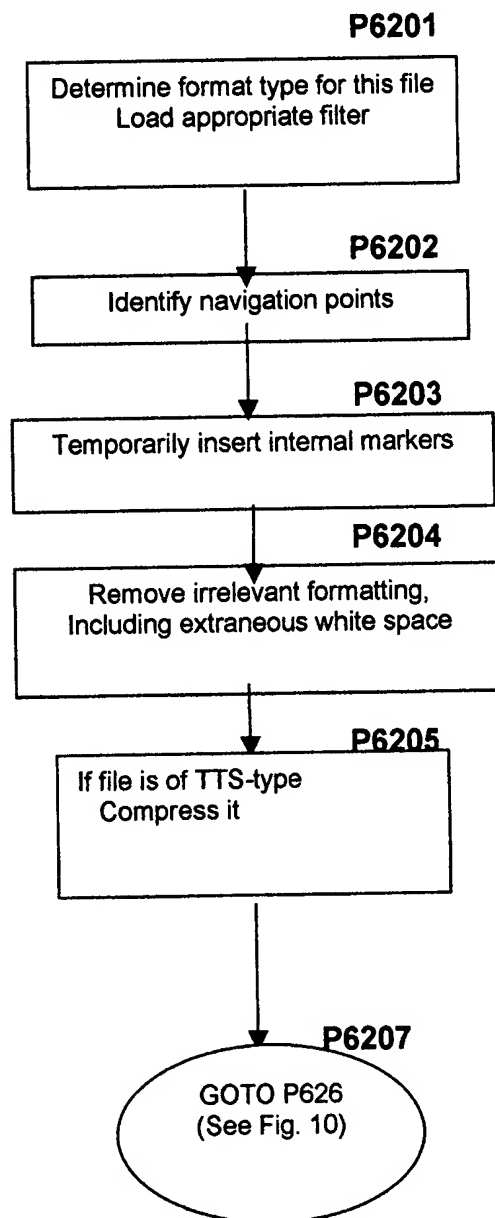 P6201
Determine format type for this file
Load appropriate filter
P6202
Identify navigation points
P6203
Temporarily insert internal markers
P6204
Remove irrelevant formatting,
Including extraneous white space
P6205
If file is of TTS-type
Compress it
P6207
GOTO P626
(See Fig. 10)